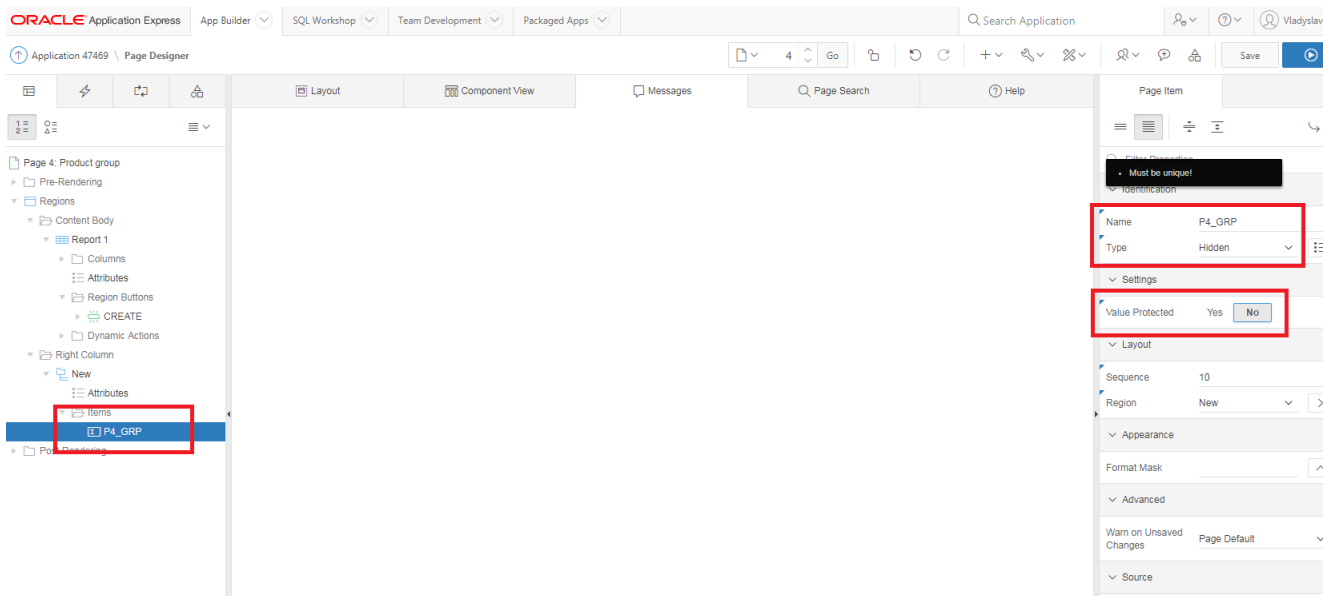 ORACLE Application Express App Builder SQL Workshop Team Development Packaged Apps Search Application Vladyslav
Application 47469 \ Page Designer 4 Go Save
Layout Component View Messages Page Search Help Page Item
Page 4: Product group
Pre-Rendering
Regions
Content Body
Report 1
Columns
Attributes
Region Buttons
CREATE
Dynamic Actions
Right Column
New
Attributes
Items
P4_GRP
Post-Rendering
Filter Properties
Must be unique!
Identification
Name P4_GRP
Type Hidden
Settings
Value Protected Yes No
Layout
Sequence 10
Region New
Appearance
Format Mask
Advanced
Warn on Unsaved
Changes Page Default
Source